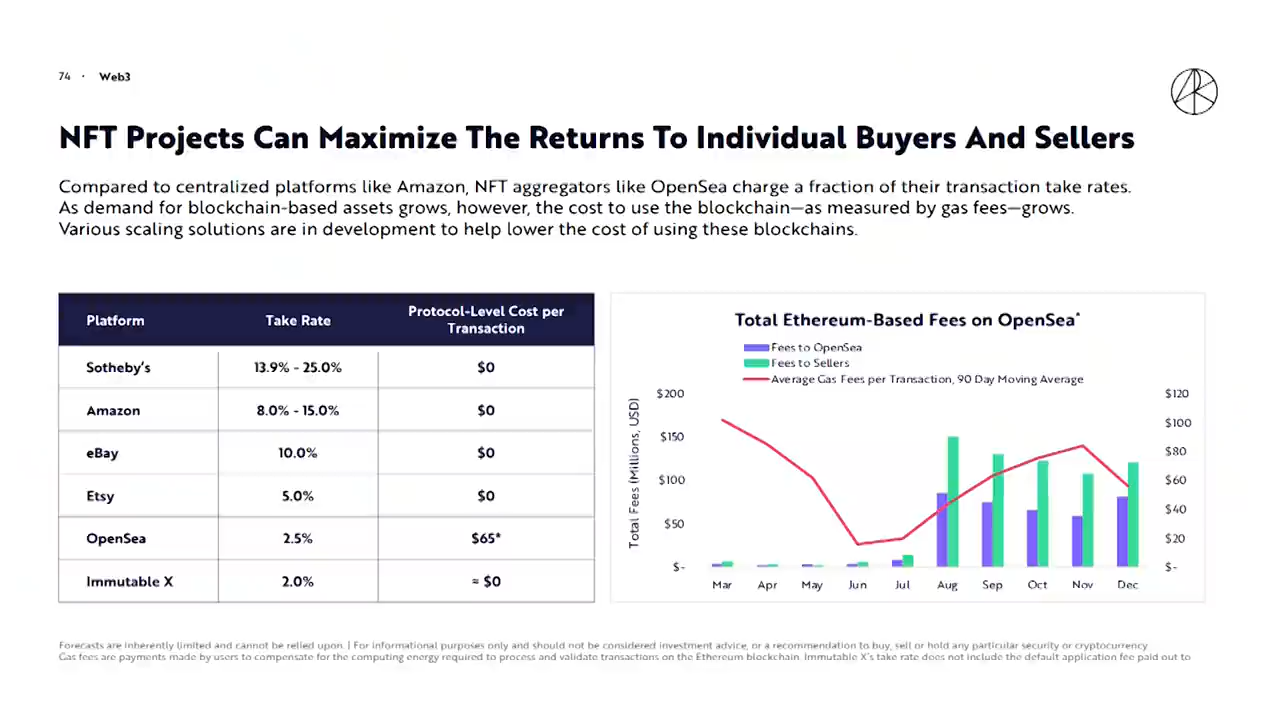 74 · Web3
NFT Projects Can Maximize The Returns To Individual Buyers And Sellers
Compared to centralized platforms like Amazon, NFT aggregators like OpenSea charge a fraction of their transaction take rates.
As demand for blockchain-based assets grows, however, the cost to use the blockchain—as measured by gas fees—grows.
Various scaling solutions are in development to help lower the cost of using these blockchains.
Platform Take Rate Protocol-Level Cost per
Transaction
Sotheby's 13.9% - 25.0% $0
Amazon 8.0% - 15.0% $0
eBay 10.0% $0
Etsy 5.0% $0
OpenSea 2.5% $65*
Immutable X 2.0% ≈ $0
Total Ethereum-Based Fees on OpenSea*
Fees to OpenSea
Fees to Sellers
Average Gas Fees per Transaction, 90 Day Moving Average
Total Fees (Millions, USD)
$200
$150
$100
$50
$-
$120
$100
$80
$60
$40
$20
$-
Mar Apr May Jun Jul Aug Sep Oct Nov Dec
Forecasts are inherently limited and cannot be relied upon. | For informational purposes only and should not be considered investment advice, or a recommendation to buy, sell or hold any particular security or cryptocurrency.
Gas fees are payments made by users to compensate for the computing energy required to process and validate transactions on the Ethereum blockchain. Immutable X's take rate does not include the default application fee paid out to